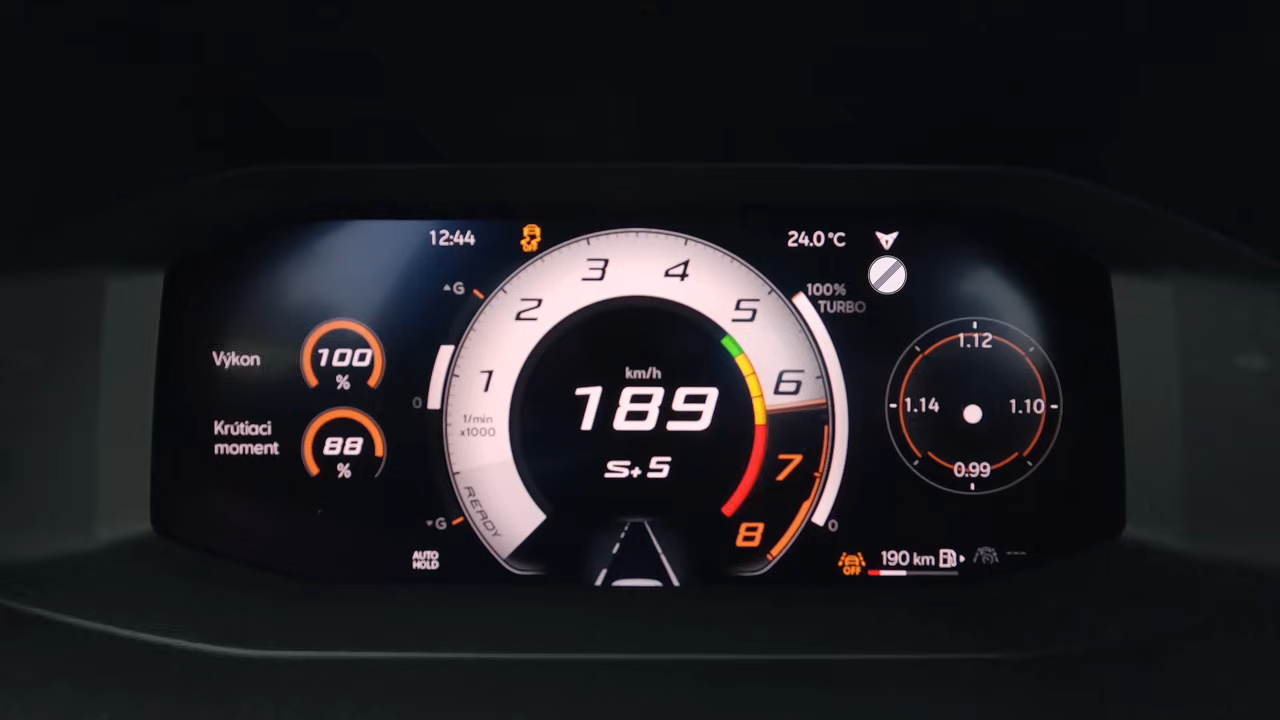 12:44
OFF
24.0°C
G
100%
TURBO
3
4
2
5
1
6
7
8
Výkon
100
%
Krútiaci
moment
88
%
0
1/min
x1000
READY
km/h
189
S+ 5
1.12
1.14
1.10
0.99
G
0
AUTO
HOLD
OFF
190 km
---